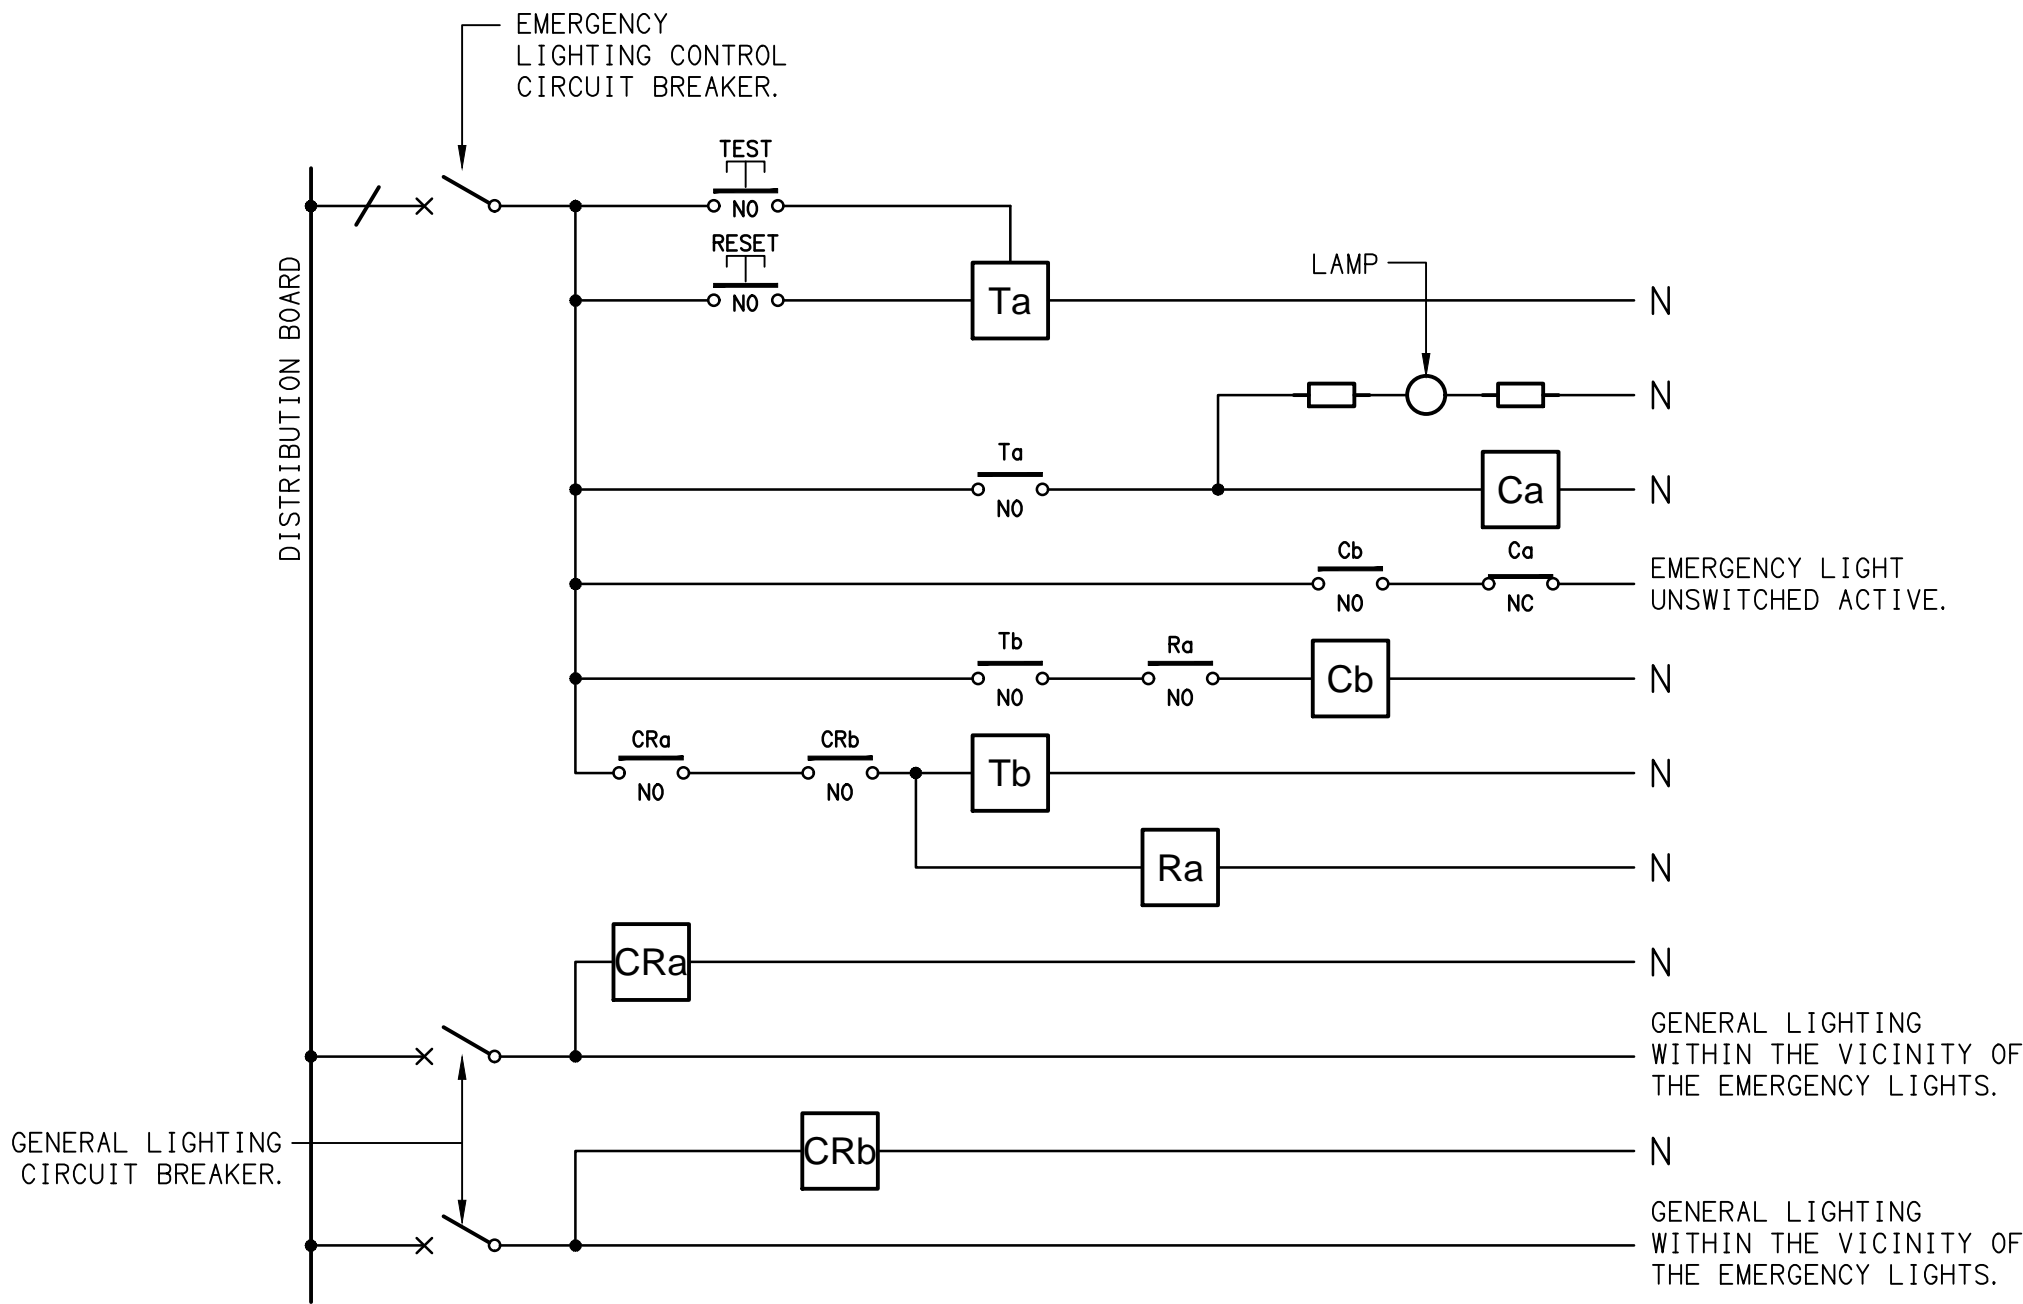 EMERGENCY
LIGHTING CONTROL
CIRCUIT BREAKER.
TEST
NO
RESET
NO
DISTRIBUTION BOARD
Ta
N
LAMP
N
Ta
NO
Ca
N
Cb
NO
Ca
NC
EMERGENCY LIGHT
UNSWITCHED ACTIVE.
Tb
NO
Ra
NO
Cb
N
CRa
NO
CRb
NO
Tb
N
Ra
N
CRa
N
GENERAL LIGHTING
WITHIN THE VICINITY OF
THE EMERGENCY LIGHTS.
GENERAL LIGHTING
CIRCUIT BREAKER.
CRb
N
GENERAL LIGHTING
WITHIN THE VICINITY OF
THE EMERGENCY LIGHTS.